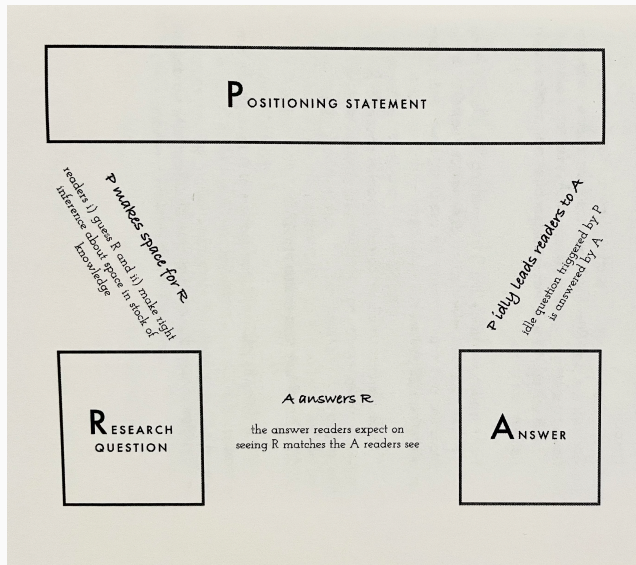 POSITIONING STATEMENT
P makes space for R
readers i) guess R and ii) make right
inference about space in stock of
knowledge
P idly leads readers to A
idle question triggered by P
is answered by A
RESEARCH
QUESTION
A answers R
the answer readers expect on
seeing R matches the A readers see
ANSWER